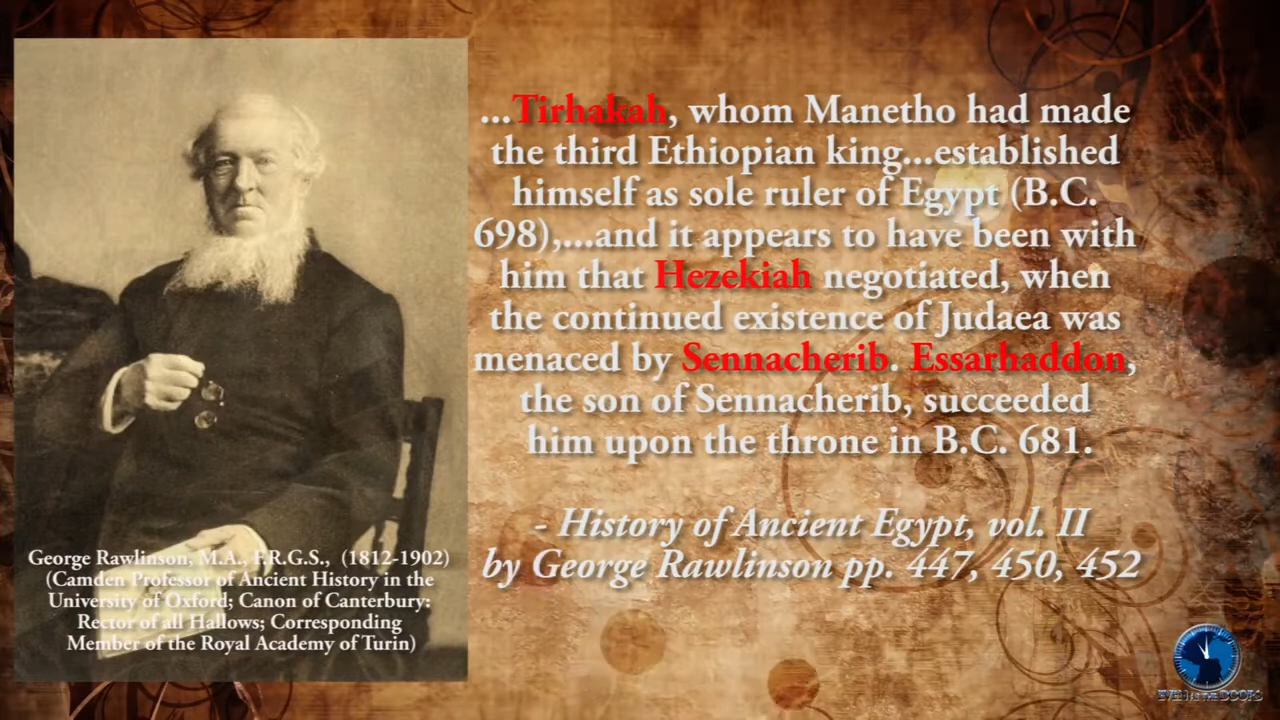 ...Tirhakah, whom Manetho had made
the third Ethiopian king...established
himself as sole ruler of Egypt (B.C.
698),...and it appears to have been with
him that Hezekiah negotiated, when
the continued existence of Judaea was
menaced by Sennacherib. Essarhaddon,
the son of Sennacherib, succeeded
him upon the throne in B.C. 681.
- History of Ancient Egypt, vol. II
by George Rawlinson pp. 447, 450, 452
George Rawlinson, M.A., F.R.G.S., (1812-1902)
(Camden Professor of Ancient History in the
University of Oxford; Canon of Canterbury:
Rector of all Hallows; Corresponding
Member of the Royal Academy of Turin)